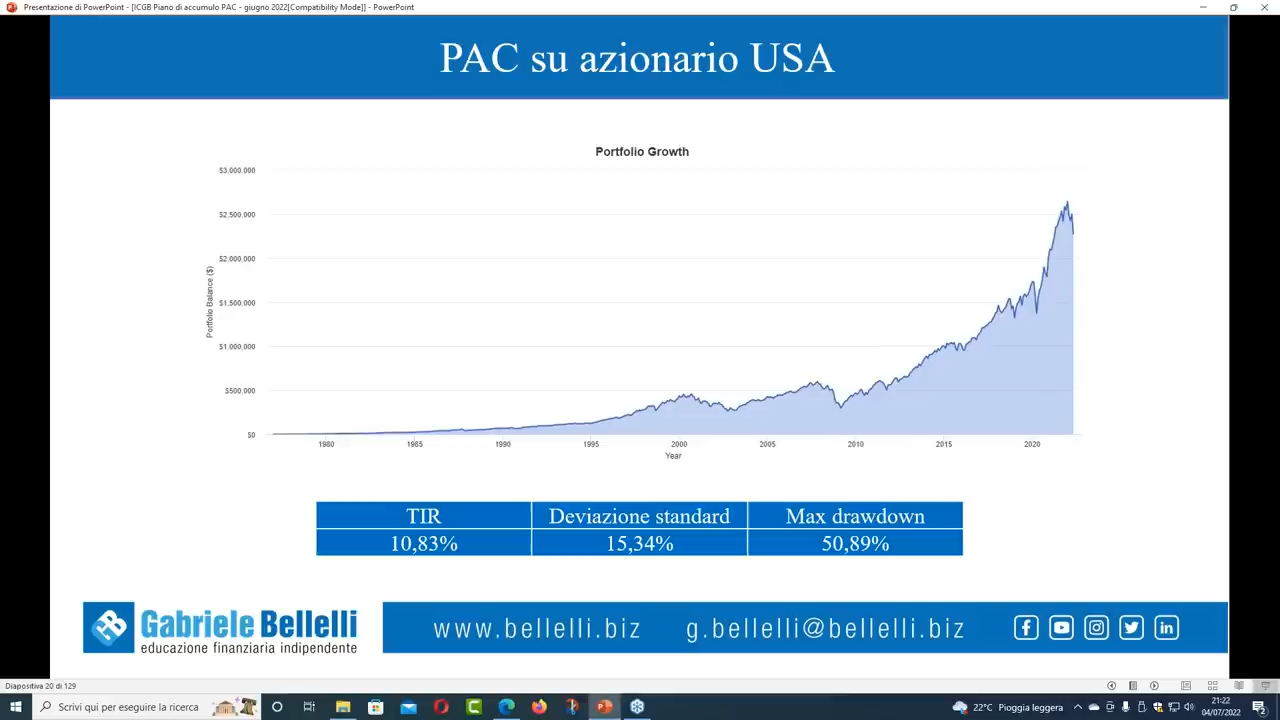 Presentazione di PowerPoint - [ICGB Piano di accumulo PAC - giugno 2022[Compatibility Mode]] - PowerPoint
PAC su azionario USA
Portfolio Growth
$3,000,000
$2,500,000
$2,000,000
$1,500,000
$1,000,000
$500,000
$0
Portfolio Balance ($)
1980 1985 1990 1995 2000 2005 2010 2015 2020
Year
TIR Deviazione standard Max drawdown
10,83% 15,34% 50,89%
Gabriele Bellelli
educazione finanziaria indipendente
www.bellelli.biz g.bellelli@bellelli.biz
Diapositiva 20 di 129
Scrivi qui per eseguire la ricerca
22°C Pioggia leggera
21:22
04/07/2022